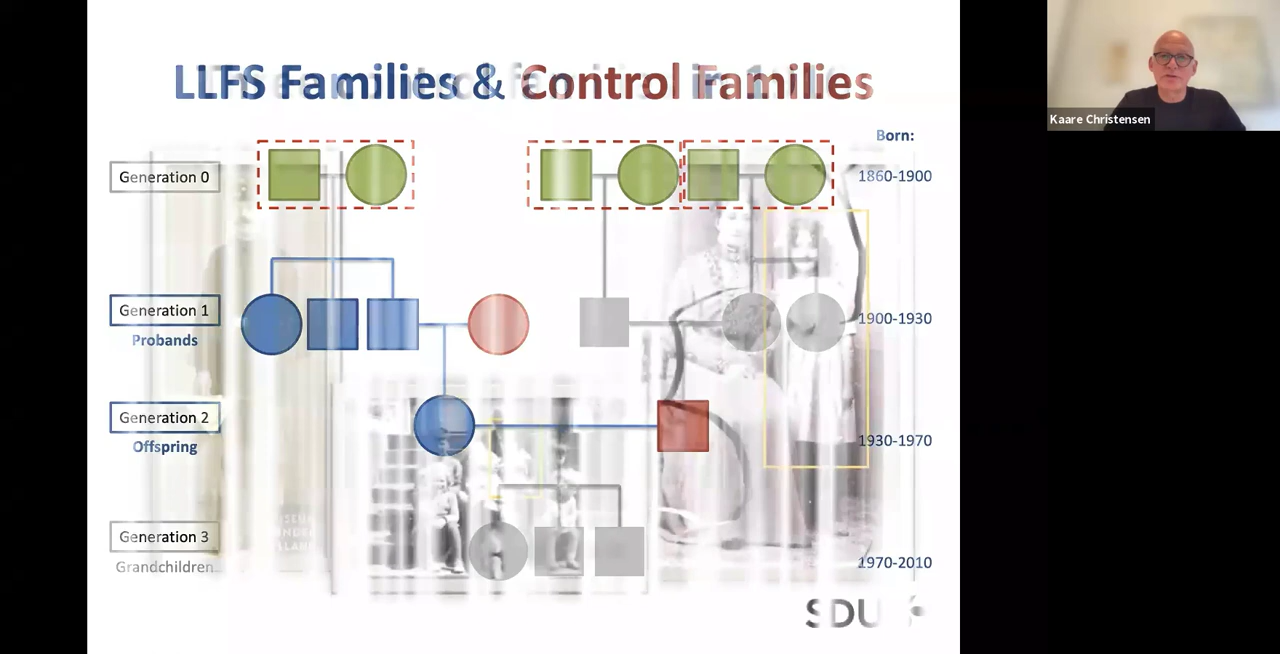 LLFS Families & Control Families
Kaare Christensen
Born:
Generation 0
1860-1900
Generation 1
Probands
1900-1930
Generation 2
Offspring
1930-1970
Generation 3
Grandchildren
1970-2010
SDU